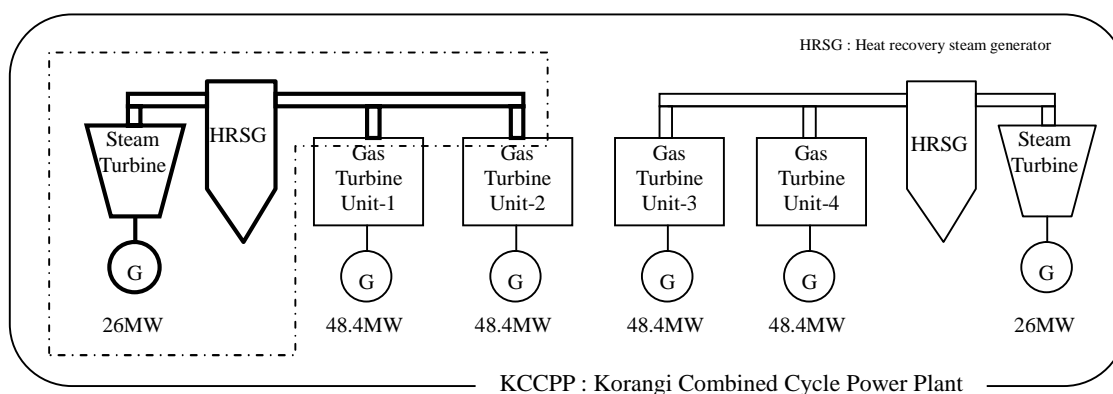 HRSG : Heat recovery steam generator
Steam
Turbine
HRSG
Gas
Turbine
Unit-1
Gas
Turbine
Unit-2
Gas
Turbine
Unit-3
Gas
Turbine
Unit-4
HRSG
Steam
Turbine
G
G
G
G
G
G
26MW
48.4MW
48.4MW
48.4MW
48.4MW
26MW
KCCPP : Korangi Combined Cycle Power Plant